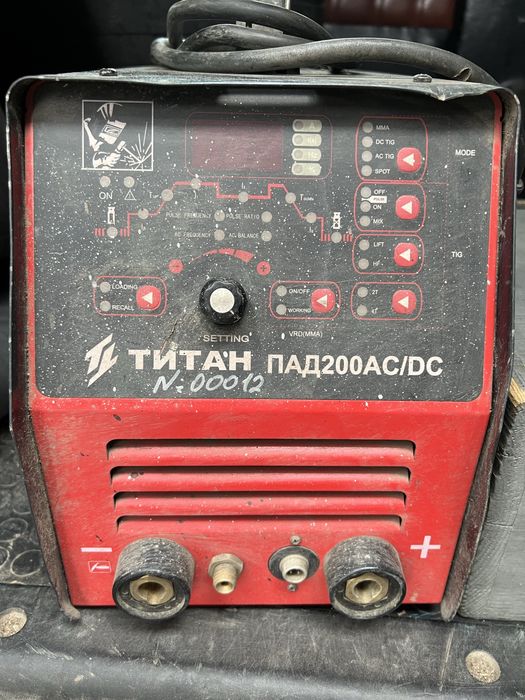 MMA
DC TIG
AC TIG
SPOT
MODE
OFF
PULSE
ON
MIX
ON
PULSE FREQUENCY
PULSE RATIO
AC FREQUENCY
AC BALANCE
LIFT
HF
TIG
LOADING
RECALL
ON/OFF
WORKING
2T
4T
- +
SETTING
VRD(MMA)
ТИТАН ПАД200AC/DC
N-00012
- +